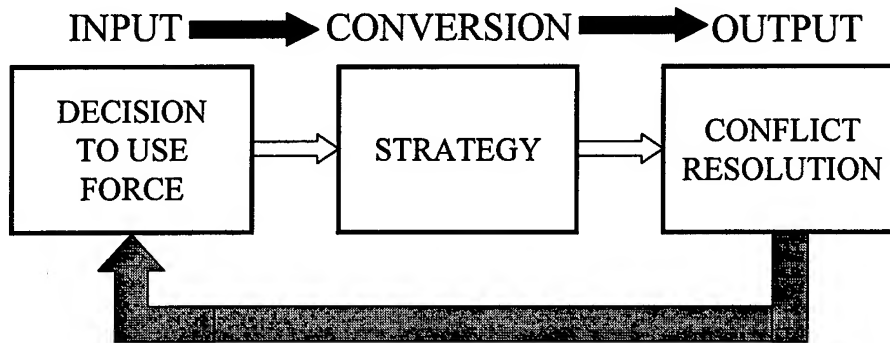 INPUT CONVERSION OUTPUT
DECISION
TO USE
FORCE
STRATEGY
CONFLICT
RESOLUTION